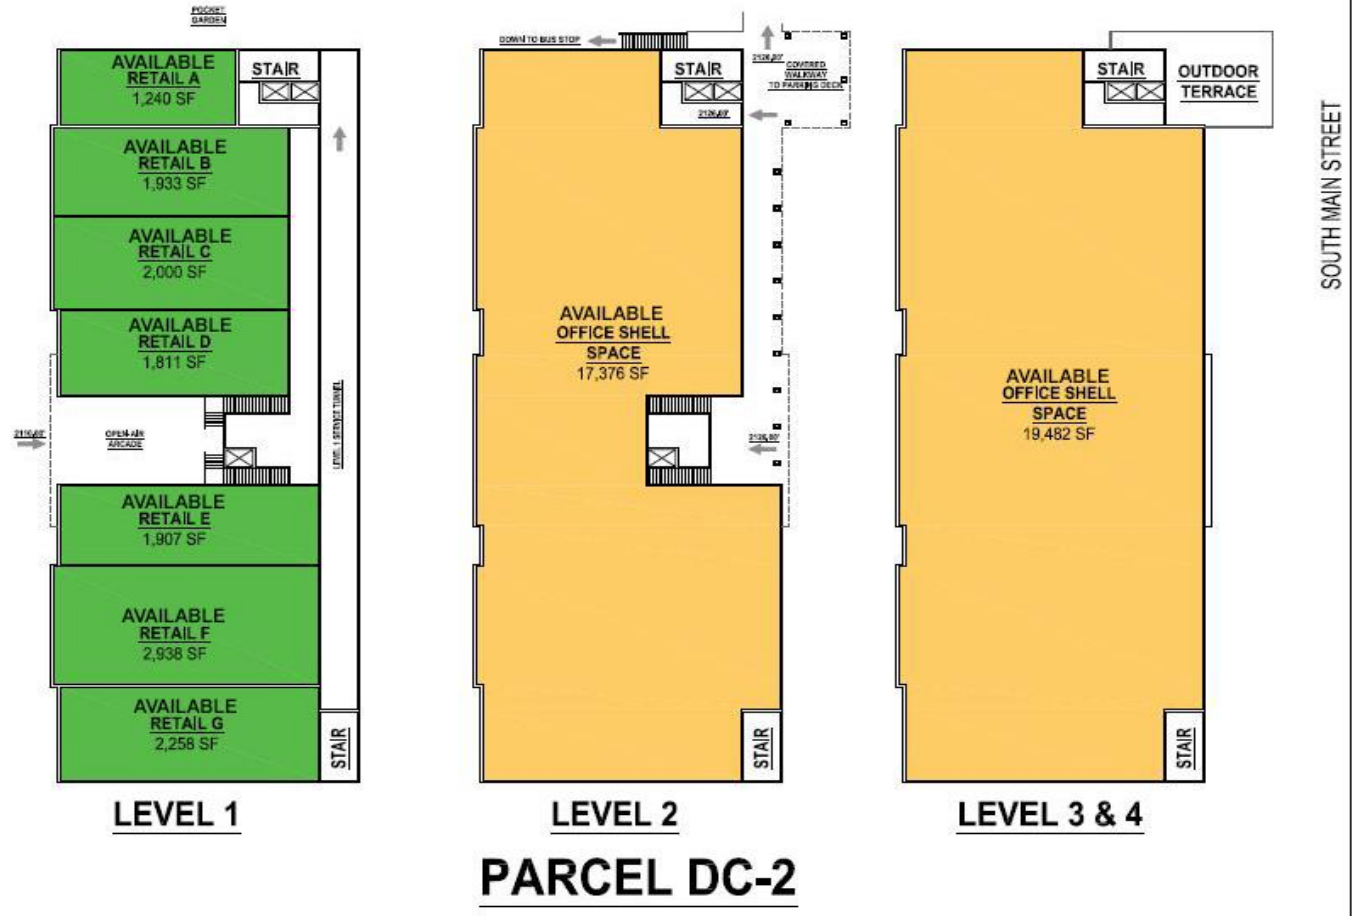 POCKET
GARDEN
AVAILABLE
RETAIL A
1,240 SF
STAIR
AVAILABLE
RETAIL B
1,933 SF
AVAILABLE
RETAIL C
2,000 SF
AVAILABLE
RETAIL D
1,811 SF
OPEN-AIR
ARCADE
LEVEL 1 SERVICE TUNNEL
AVAILABLE
RETAIL E
1,907 SF
AVAILABLE
RETAIL F
2,938 SF
AVAILABLE
RETAIL G
2,258 SF
STAIR
LEVEL 1
DOWN TO BUS STOP
STAIR
COVERED
WALKWAY
TO PARKING DECK
AVAILABLE
OFFICE SHELL
SPACE
17,376 SF
STAIR
LEVEL 2
STAIR
OUTDOOR
TERRACE
AVAILABLE
OFFICE SHELL
SPACE
19,482 SF
STAIR
LEVEL 3 & 4
SOUTH MAIN STREET
PARCEL DC-2